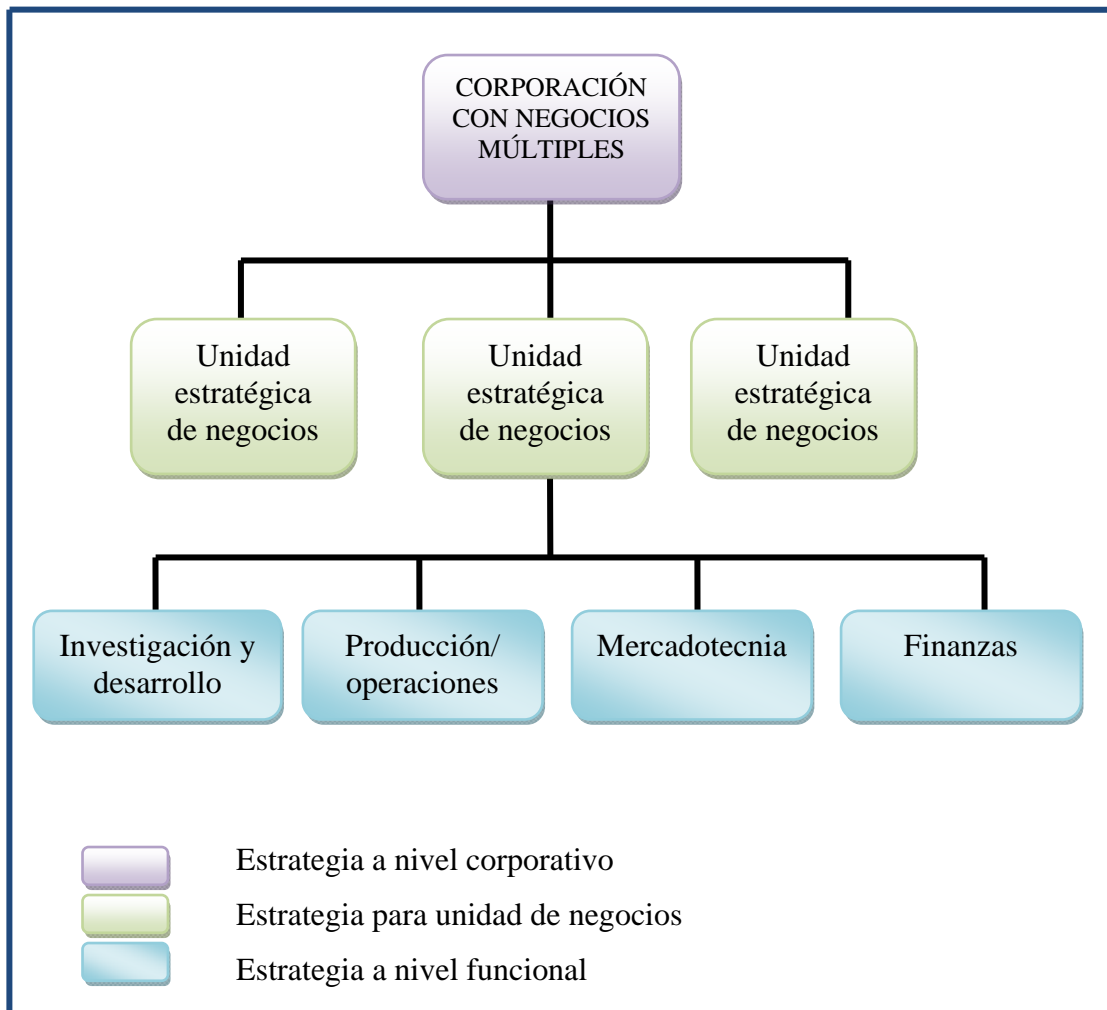 CORPORACIÓN
CON NEGOCIOS
MÚLTIPLES
Unidad
estratégica
de negocios
Unidad
estratégica
de negocios
Unidad
estratégica
de negocios
Investigación y
desarrollo
Producción/
operaciones
Mercadotecnia
Finanzas
Estrategia a nivel corporativo
Estrategia para unidad de negocios
Estrategia a nivel funcional